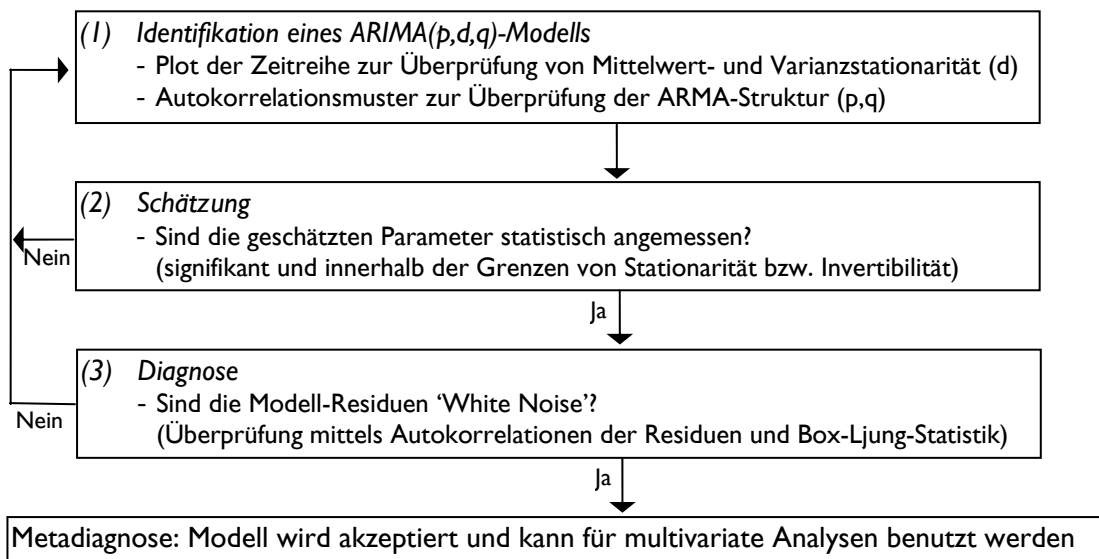 (1) Identifikation eines ARIMA(p,d,q)-Modells
- Plot der Zeitreihe zur Überprüfung von Mittelwert- und Varianzstationarität (d)
- Autokorrelationsmuster zur Überprüfung der ARMA-Struktur (p,q)
(2) Schätzung
- Sind die geschätzten Parameter statistisch angemessen?
(signifikant und innerhalb der Grenzen von Stationarität bzw. Invertibilität)
Nein
Ja
(3) Diagnose
- Sind die Modell-Residuen ‘White Noise’?
(Überprüfung mittels Autokorrelationen der Residuen und Box-Ljung-Statistik)
Nein
Ja
Metadiagnose: Modell wird akzeptiert und kann für multivariate Analysen benutzt werden